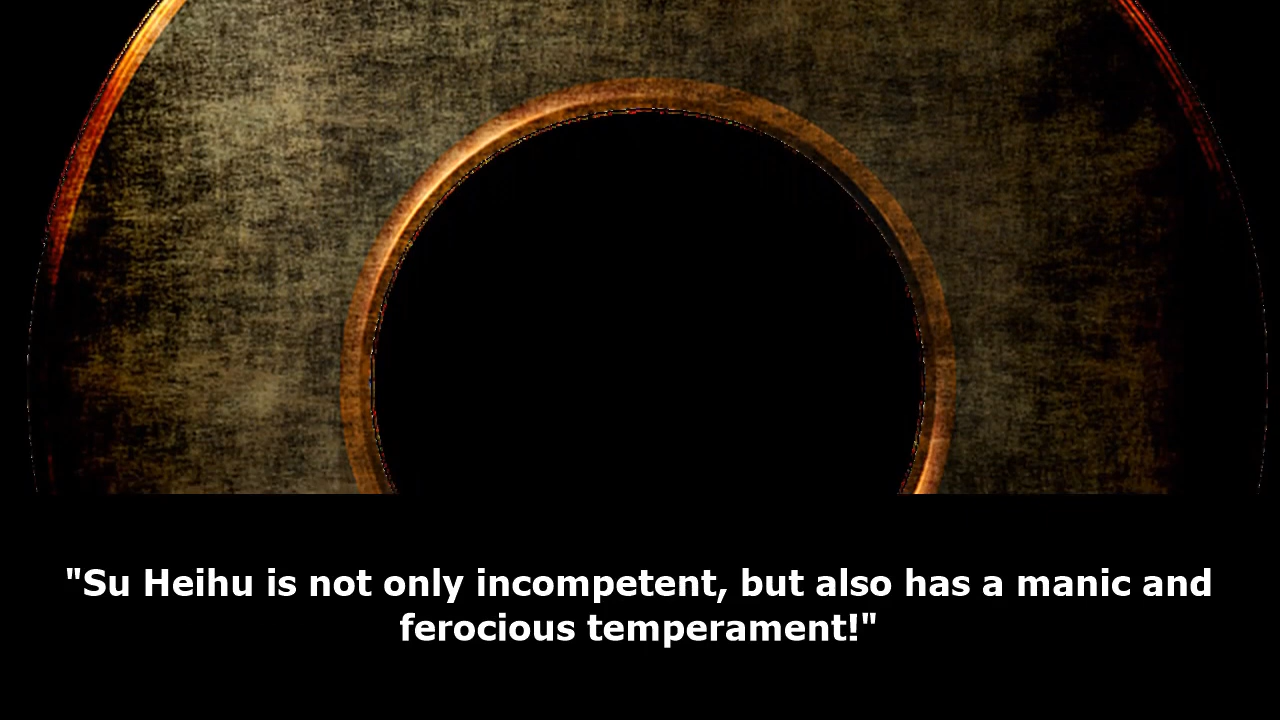 "Su Heihu is not only incompetent, but also has a manic and
ferocious temperament!"